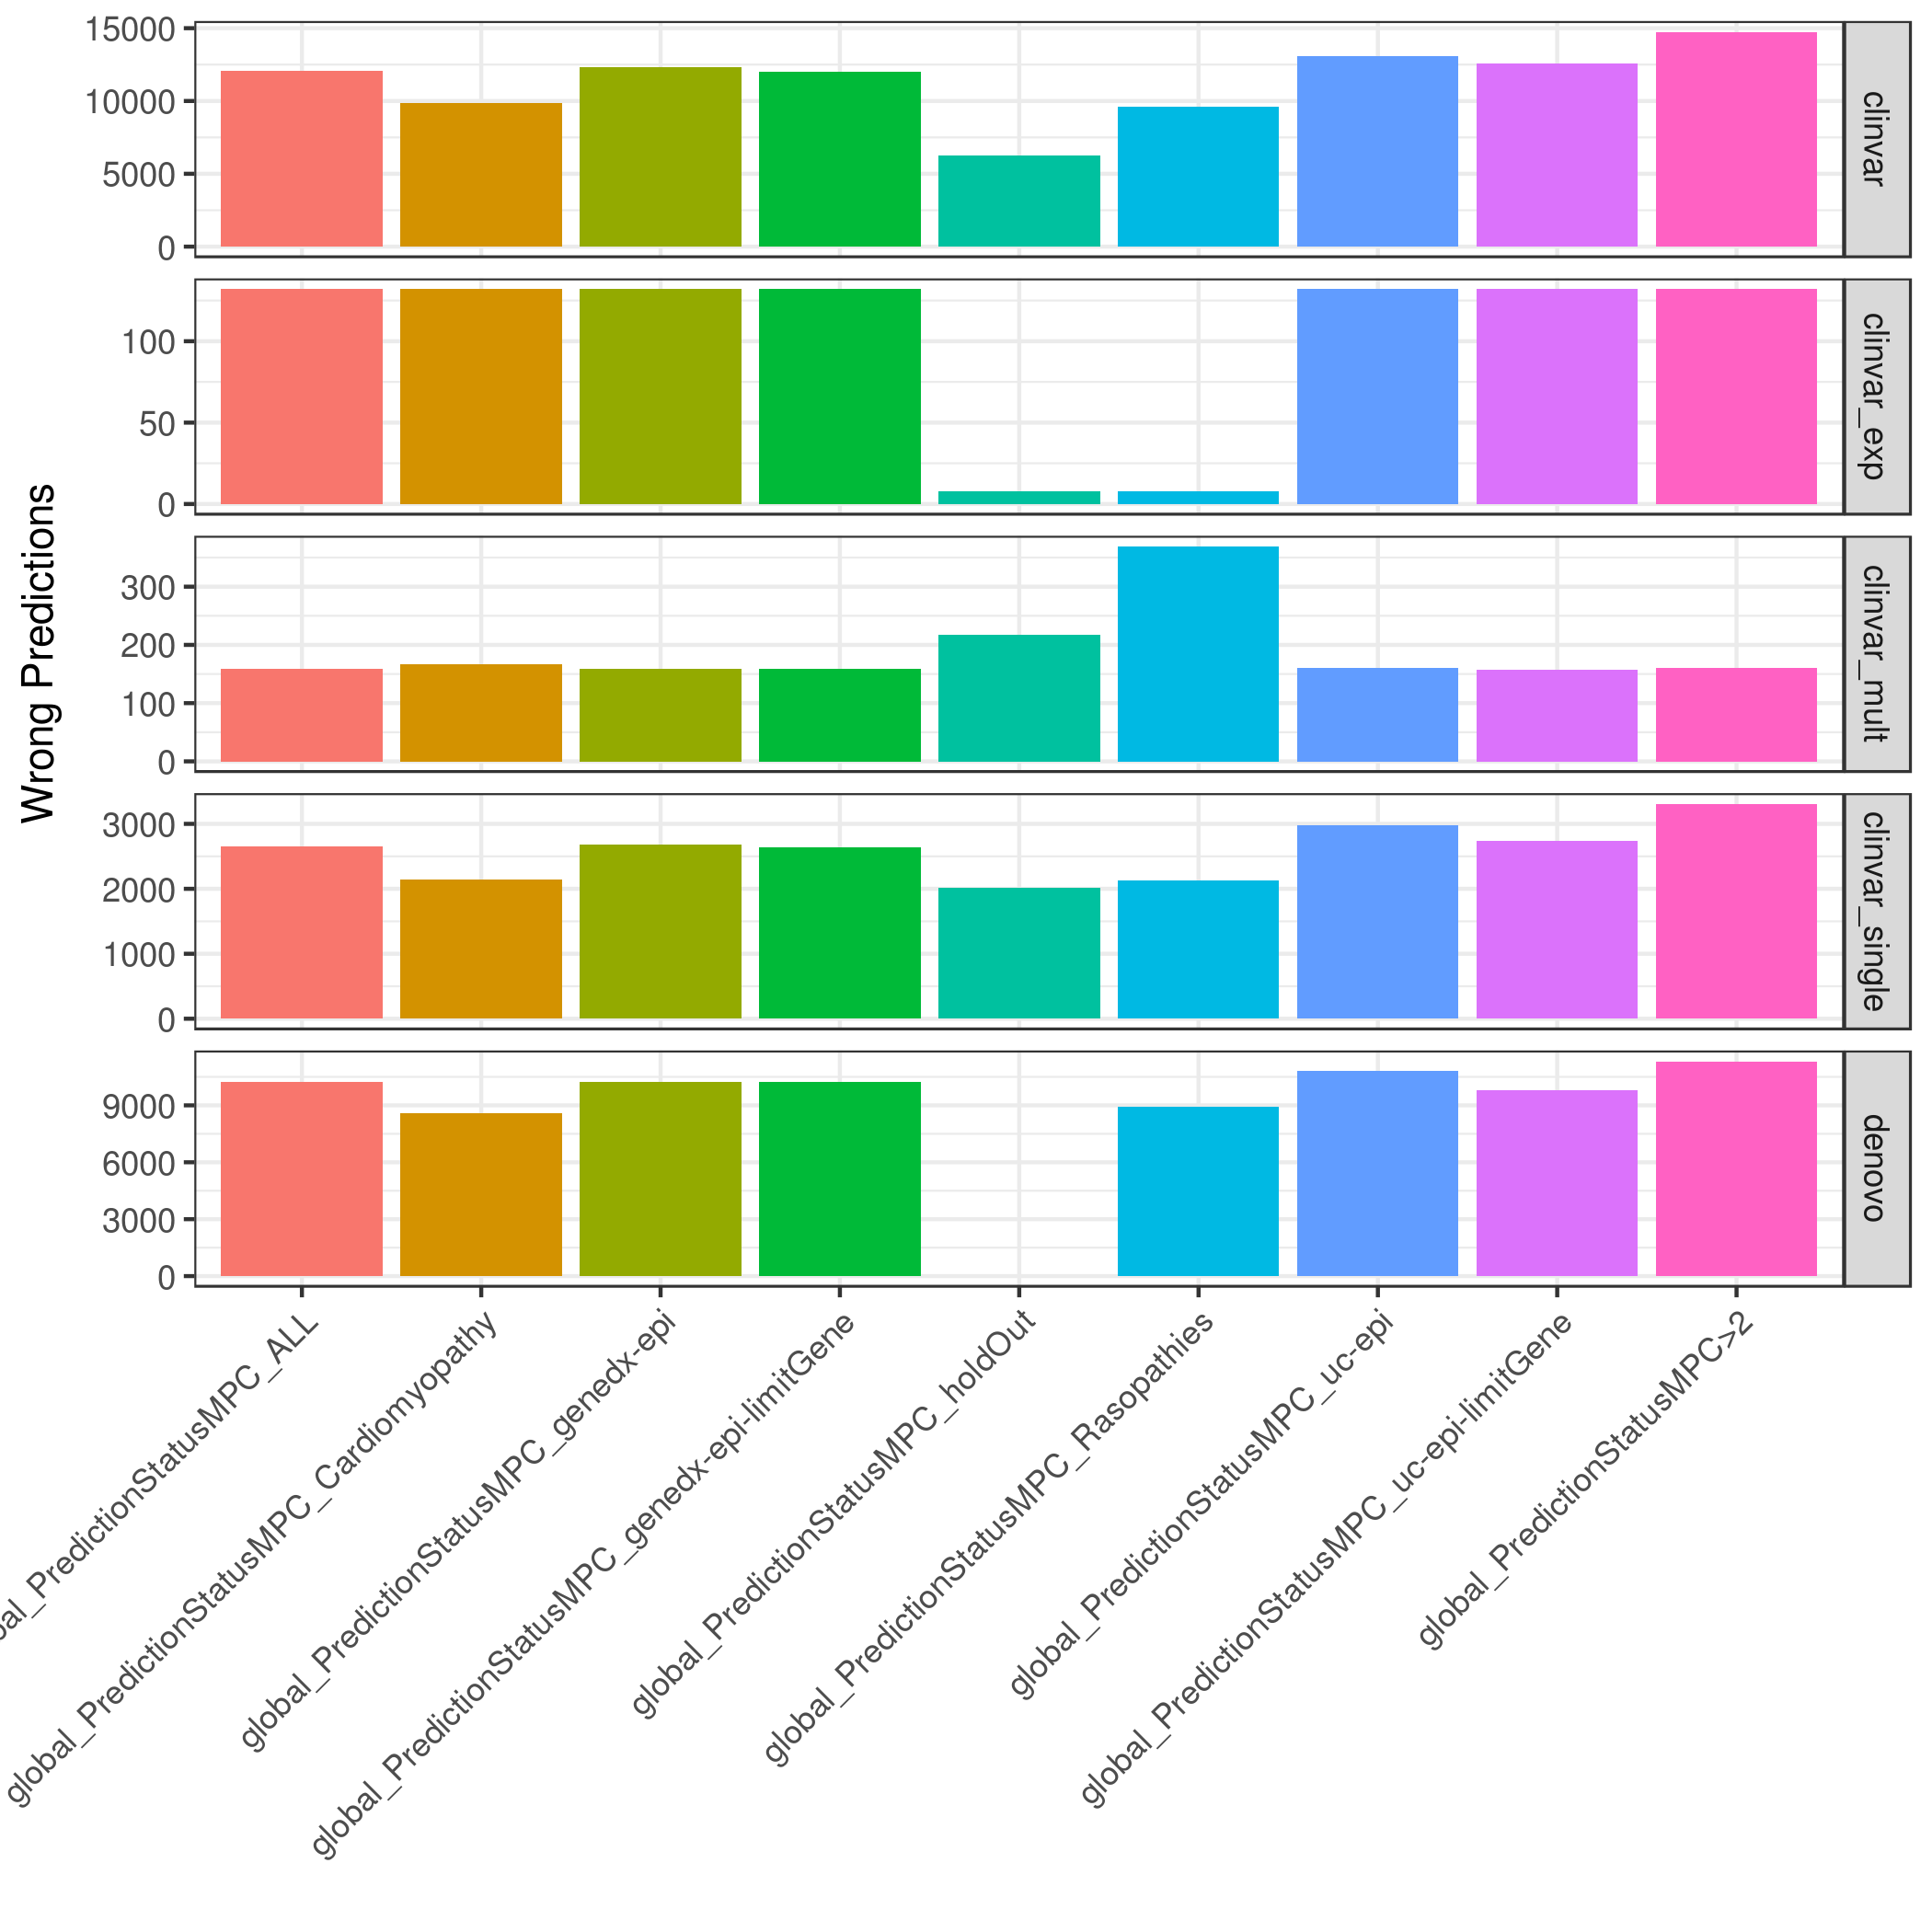 Wrong Predictions
15000
10000
5000
0
clinvar
100
50
0
clinvar_exp
300
200
100
0
clinvar_mult
3000
2000
1000
0
clinvar_single
9000
6000
3000
0
denovo
bal_PredictionStatusMPC_ALL
global_PredictionStatusMPC_Cardiomyopathy
global_PredictionStatusMPC_genedx-epi
global_PredictionStatusMPC_genedx-epi-limitGene
global_PredictionStatusMPC_holdOut
global_PredictionStatusMPC_Rasopathies
global_PredictionStatusMPC_uc-epi
global_PredictionStatusMPC_uc-epi-limitGene
global_PredictionStatusMPC>2